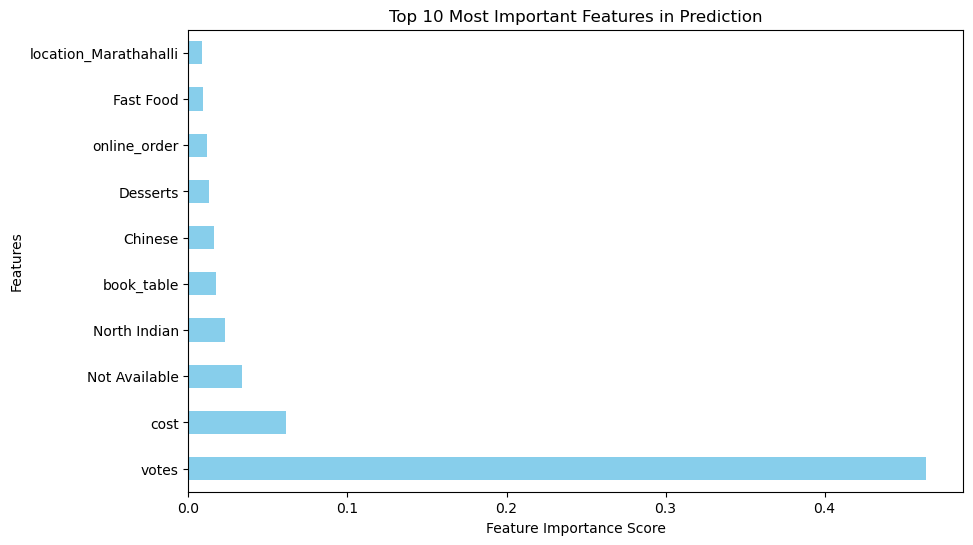 Top 10 Most Important Features in Prediction
location_Marathahalli
Fast Food
online_order
Desserts
Chinese
book_table
North Indian
Not Available
cost
votes
Features
0.0 0.1 0.2 0.3 0.4
Feature Importance Score